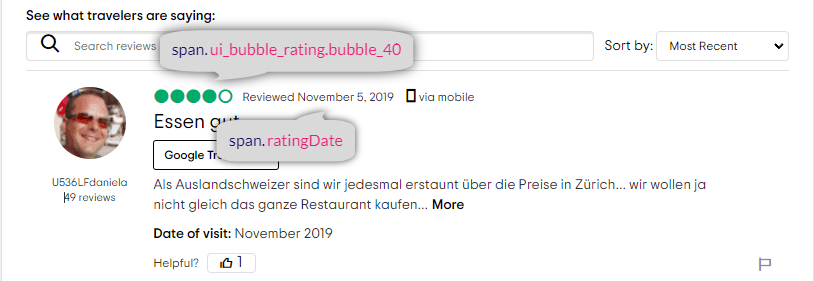 See what travelers are saying:
Search reviews
span.ui_bubble_rating.bubble_40
Sort by: Most Recent
Reviewed November 5, 2019 via mobile
Essen gut
span.ratingDate
Google
U536LFdaniela
49 reviews
Als Auslandschweizer sind wir jedesmal erstaunt über die Preise in Zürich... wir wollen ja
nicht gleich das ganze Restaurant kaufen... More
Date of visit: November 2019
Helpful? 1